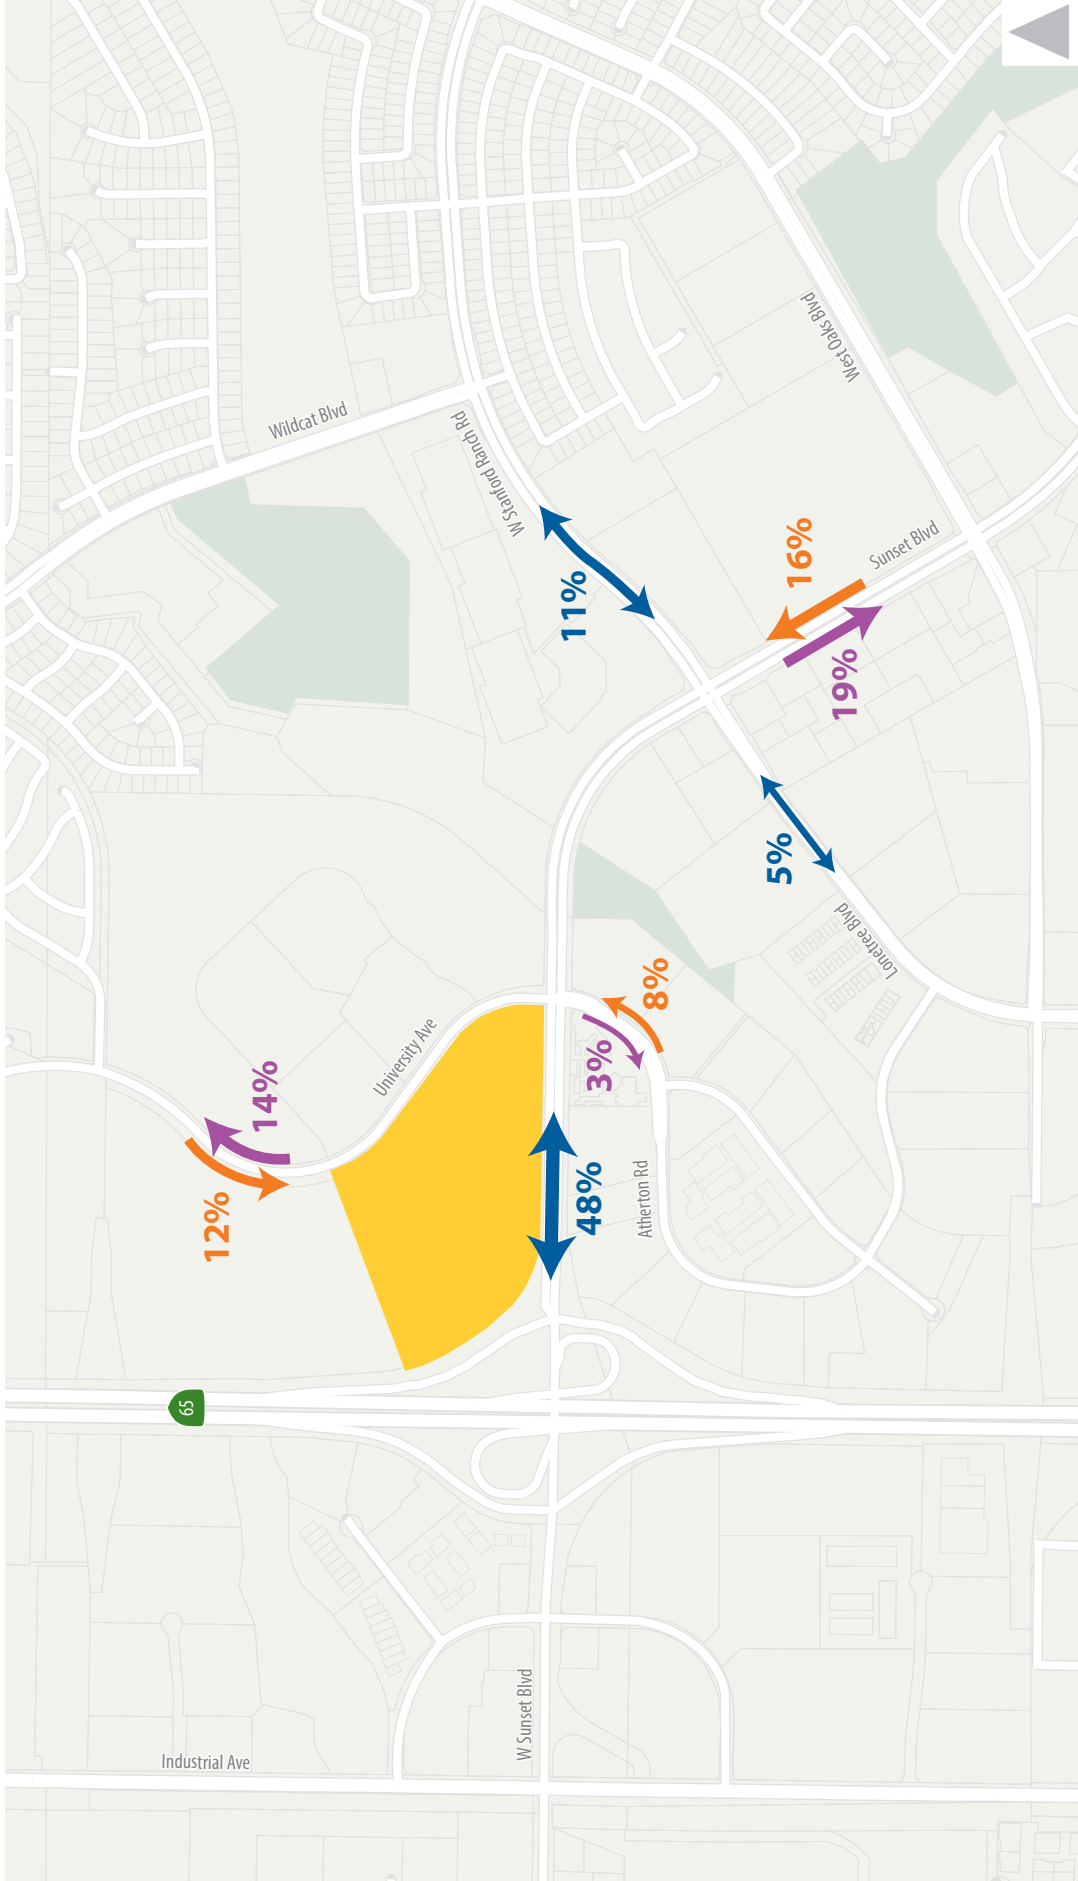 Wildcat Blvd
W Stanford Ranch Rd
West Oaks Blvd
11%
16%
Sunset Blvd
19%
5%
Lonetree Blvd
8%
3%
University Ave
14%
12%
48%
Atherton Rd
65
W Sunset Blvd
Industrial Ave